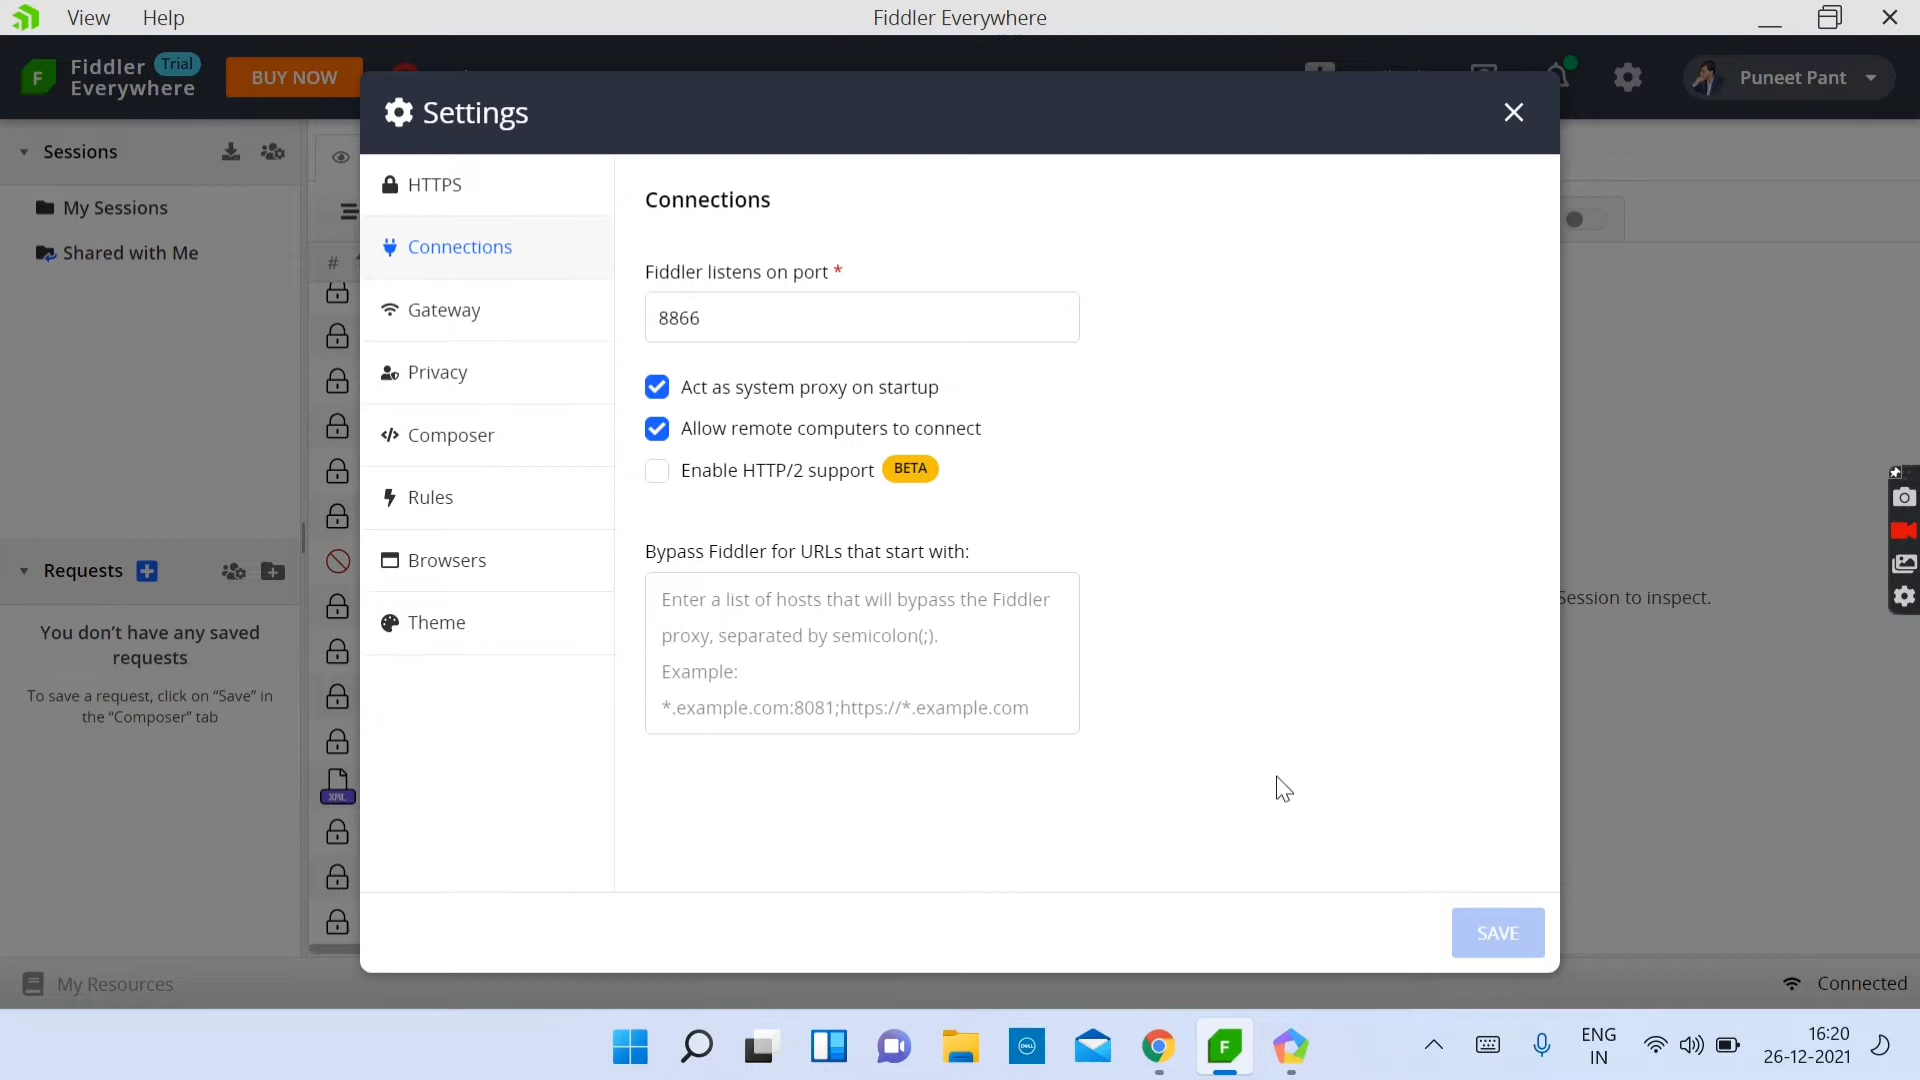 View Help
Fiddler Everywhere
Fiddler
Everywhere
Trial
BUY NOW
Puneet Pant
Settings
Sessions
My Sessions
Shared with Me
#
HTTPS
Connections
Gateway
Privacy
Composer
Rules
Browsers
Theme
Connections
Fiddler listens on port *
8866
Act as system proxy on startup
Allow remote computers to connect
Enable HTTP/2 support BETA
Bypass Fiddler for URLs that start with:
Enter a list of hosts that will bypass the Fiddler
proxy, separated by semicolon(;).
Example:
*.example.com:8081;https://*.example.com
Session to inspect.
Requests
You don’t have any saved
requests
To save a request, click on “Save” in
the “Composer” tab
XML
SAVE
My Resources
Connected
DELL
F
ENG
IN
16:20
26-12-2021